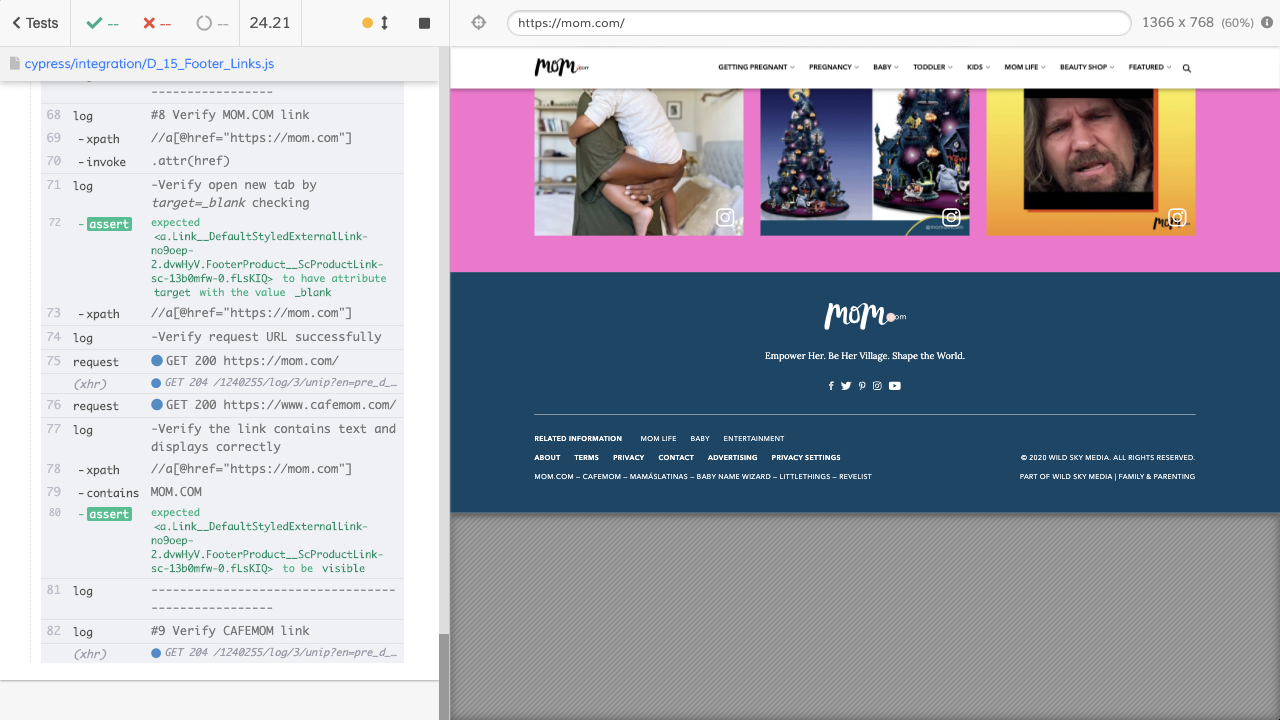 Tests
--
--
--
24.21
https://mom.com/
1366 x 768 (60%)
cypress/integration/D_15_Footer_Links.js
----------------
68 log #8 Verify MOM.COM link
69 -xpath //a[@href="https://mom.com"]
70 -invoke .attr(href)
71 log -Verify open new tab by
target=_blank checking
72 -assert expected
<a.Link__DefaultStyledExternalLink-
no9oep-
2.dvwHyV.FooterProduct__ScProductLink-
sc-13b0mfw-0.fLsKIQ> to have attribute
target with the value _blank
73 -xpath //a[@href="https://mom.com"]
74 log -Verify request URL successfully
75 request GET 200 https://mom.com/
(xhr) GET 204 /1240255/log/3/unip?en=pre_d_…
76 request GET 200 https://www.cafemom.com/
77 log -Verify the link contains text and
displays correctly
78 -xpath //a[@href="https://mom.com"]
79 -contains MOM.COM
80 -assert expected
<a.Link__DefaultStyledExternalLink-
no9oep-
2.dvwHyV.FooterProduct__ScProductLink-
sc-13b0mfw-0.fLsKIQ> to be visible
81 log --------------------------------
----------------
82 log #9 Verify CAFEMOM link
(xhr) GET 204 /1240255/log/3/unip?en=pre_d_…
mom.com
GETTING PREGNANT PREGNANCY BABY TODDLER KIDS MOM LIFE BEAUTY SHOP FEATURED
mom
mom.com
Empower Her. Be Her Village. Shape the World.
RELATED INFORMATION MOM LIFE BABY ENTERTAINMENT
ABOUT TERMS PRIVACY CONTACT ADVERTISING PRIVACY SETTINGS
© 2020 WILD SKY MEDIA. ALL RIGHTS RESERVED.
MOM.COM – CAFEMOM – MAMÁSLATINAS – BABY NAME WIZARD – LITTLETHINGS – REVELIST
PART OF WILD SKY MEDIA | FAMILY & PARENTING